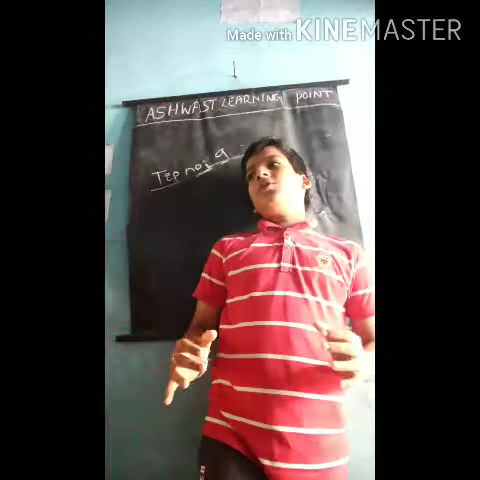 Made with KINEMASTER
ASHWAST LEARNING POINT
Tep no:- 9 :-